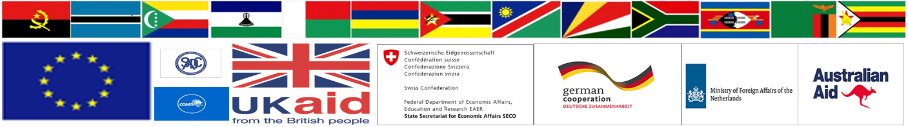 SADC
COMESA
UKaid
from the British people
Schweizerische Eidgenossenschaft
Confédération suisse
Confederazione Svizzera
Confederaziun svizra
Swiss Confederation
Federal Department of Economic Affairs,
Education and Research EAER
State Secretariat for Economic Affairs SECO
german
cooperation
DEUTSCHE ZUSAMMENARBEIT
Ministry of Foreign Affairs of the
Netherlands
Australian
Aid